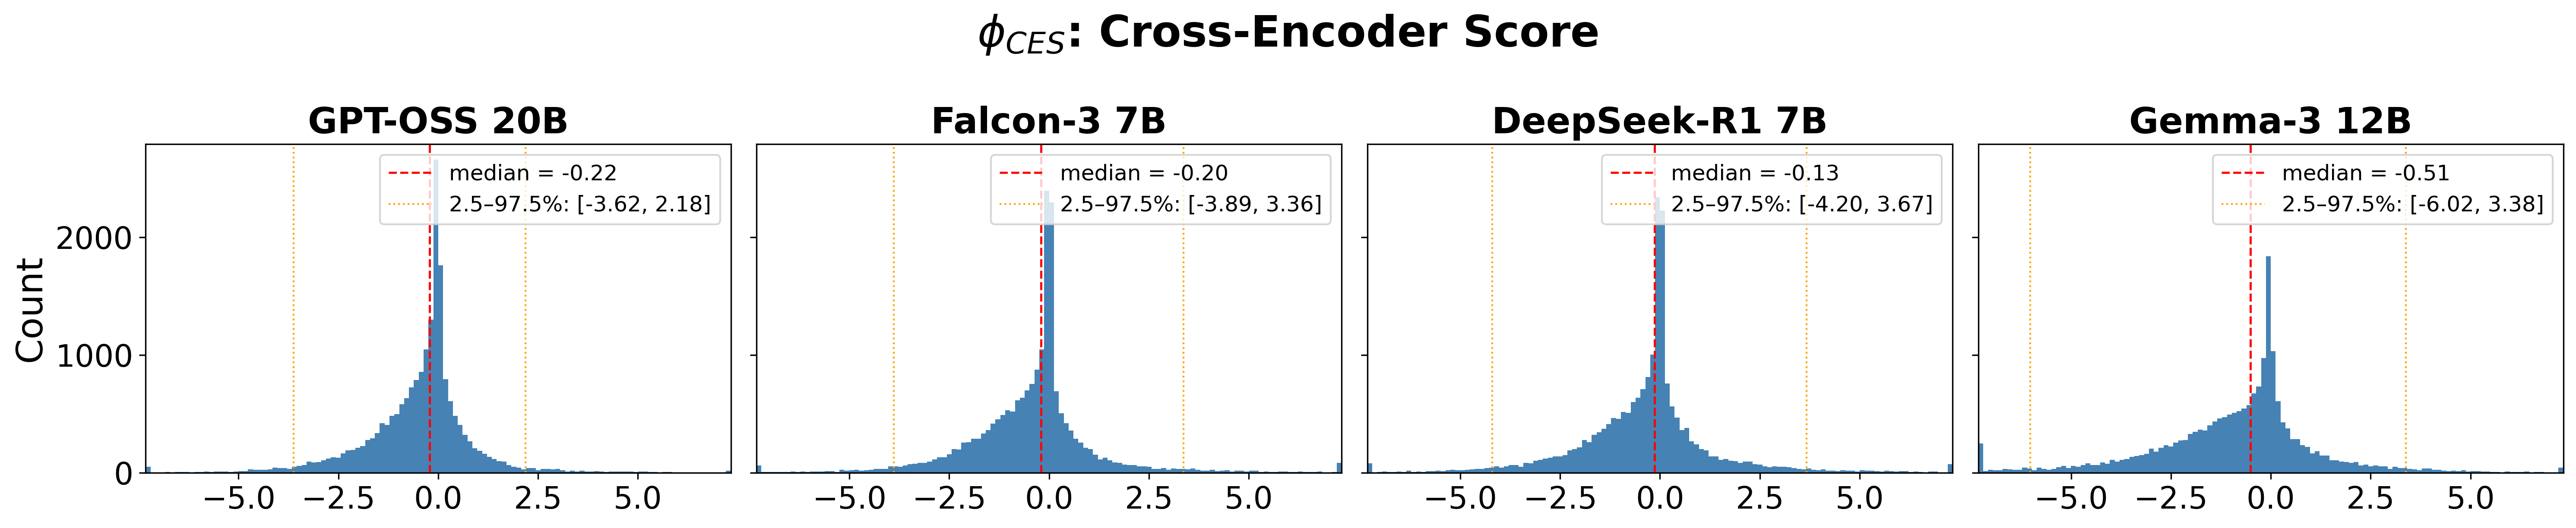 ϕCES: Cross-Encoder Score
GPT-OSS 20B
median = -0.22
2.5–97.5%: [-3.62, 2.18]
Count
2000
1000
0
−5.0 −2.5 0.0 2.5 5.0
Falcon-3 7B
median = -0.20
2.5–97.5%: [-3.89, 3.36]
−5.0 −2.5 0.0 2.5 5.0
DeepSeek-R1 7B
median = -0.13
2.5–97.5%: [-4.20, 3.67]
−5.0 −2.5 0.0 2.5 5.0
Gemma-3 12B
median = -0.51
2.5–97.5%: [-6.02, 3.38]
−5.0 −2.5 0.0 2.5 5.0